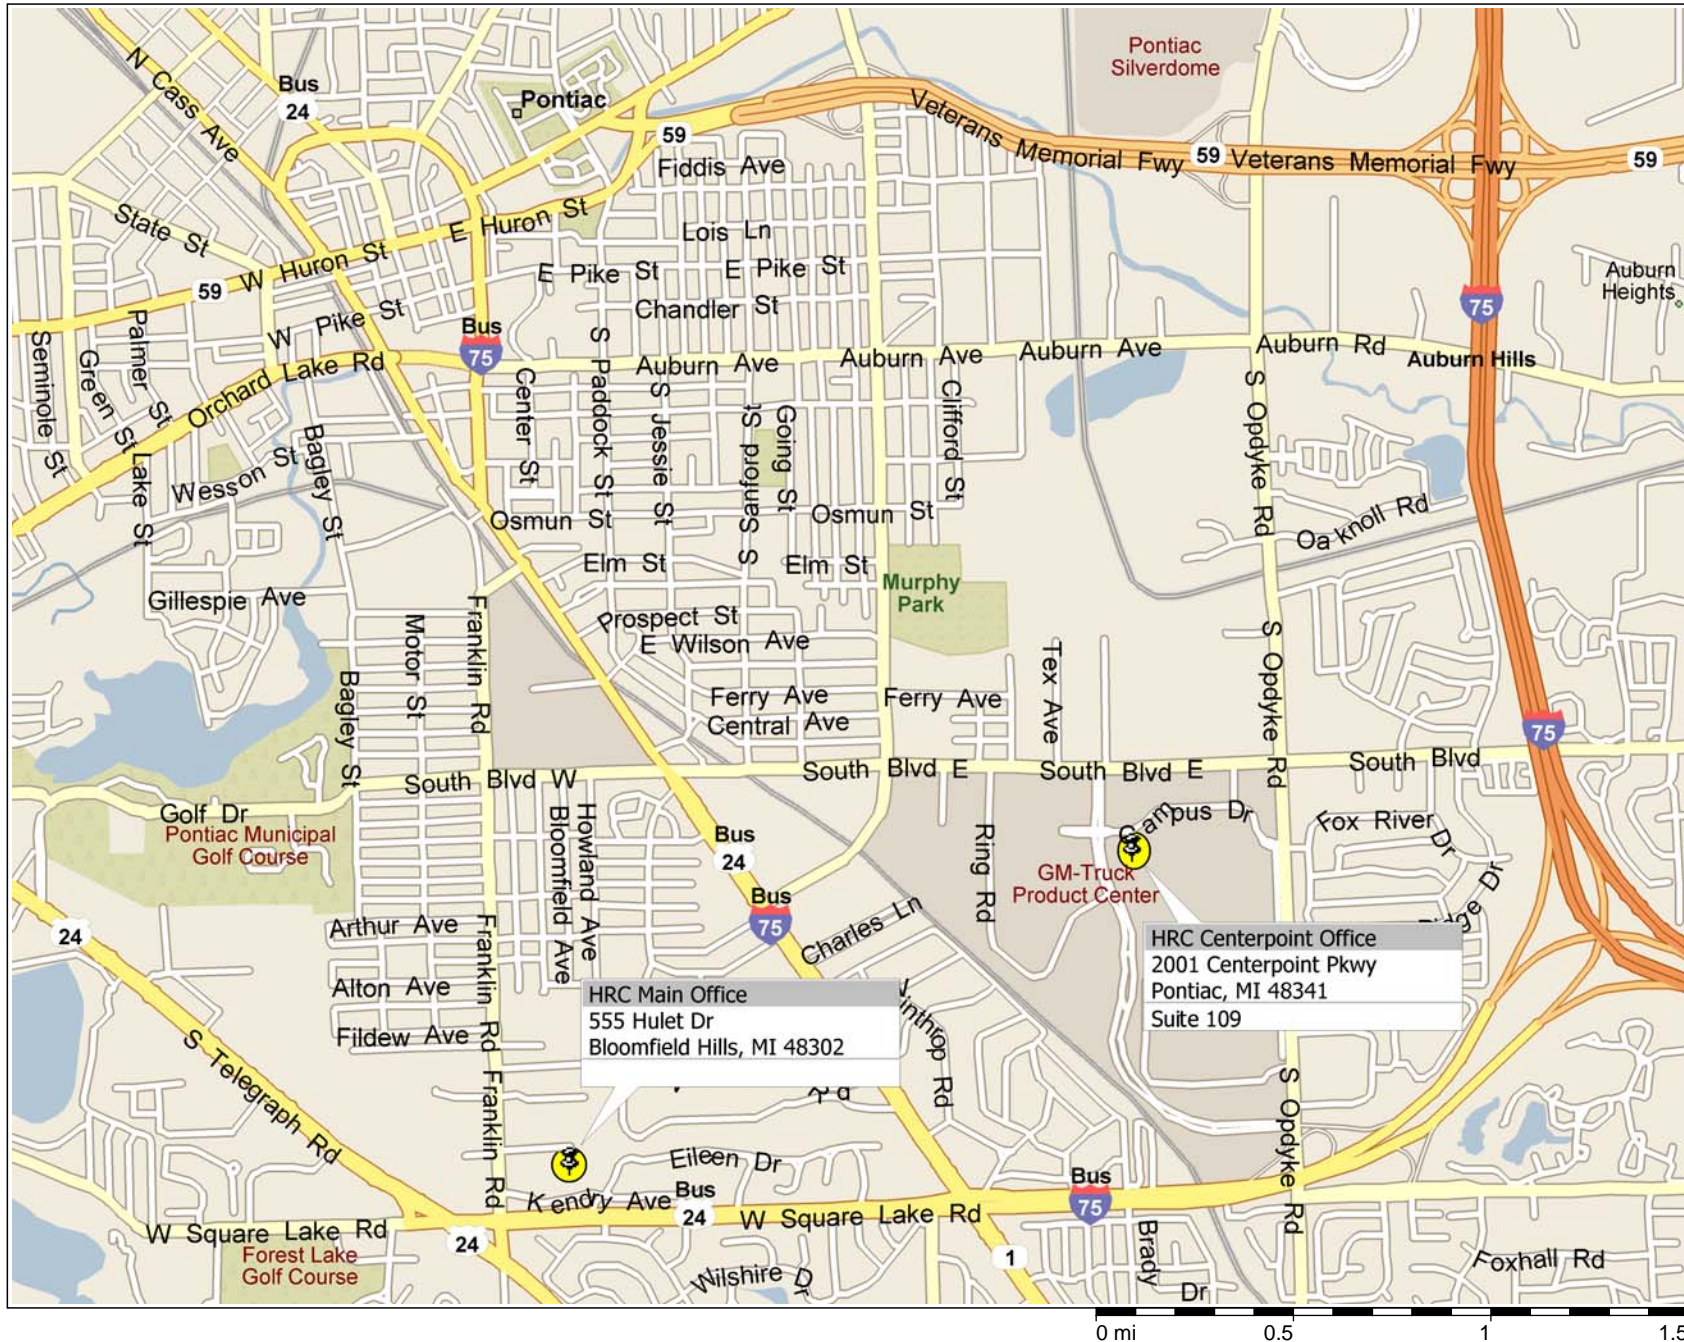 Pontiac
Silverdome
N Cass Ave
Bus
24
Pontiac
59
Veterans Memorial Fwy
59
Veterans Memorial Fwy
59
Fiddis Ave
State St
E Huron St
Lois Ln
W Huron St
59
E Pike St
E Pike St
Auburn
Heights
Chandler St
75
W Pike St
Bus
75
Palmer St
Seminole St
Green St
Orchard Lake Rd
S Paddock St
Auburn Ave
Auburn Ave
Auburn Ave
Auburn Rd
Auburn Hills
Center St
S Jessie St
S Sanford St
Going St
Clifford St
S Opdyke Rd
Lake St
Wesson St
Bagley St
Osmun St
Osmun St
Oaknoll Rd
Elm St
Elm St
Murphy
Park
Gillespie Ave
Franklin Rd
Motor St
Prospect St
E Wilson Ave
S Opdyke Rd
Tex Ave
Bagley St
Ferry Ave
Ferry Ave
Central Ave
75
South Blvd W
South Blvd E
South Blvd E
South Blvd
Golf Dr
Pontiac Municipal
Golf Course
Howland Ave
Bloomfield Ave
Bus
24
Ring Rd
Campus Dr
GM-Truck
Product Center
Fox River Dr
Ridge Dr
Bus
75
24
Arthur Ave
Franklin Rd
Charles Ln
HRC Centerpoint Office
2001 Centerpoint Pkwy
Pontiac, MI 48341
Suite 109
Alton Ave
HRC Main Office
555 Hulet Dr
Bloomfield Hills, MI 48302
Winthrop Rd
Fildew Ave
S Telegraph Rd
Franklin Rd
Rd
S Opdyke Rd
Eileen Dr
Kendry Ave
Bus
24
W Square Lake Rd
Bus
75
W Square Lake Rd
24
Forest Lake
Golf Course
Wilshire Dr
1
Brady Dr
Foxhall Rd
0 mi
0.5
1
1.5